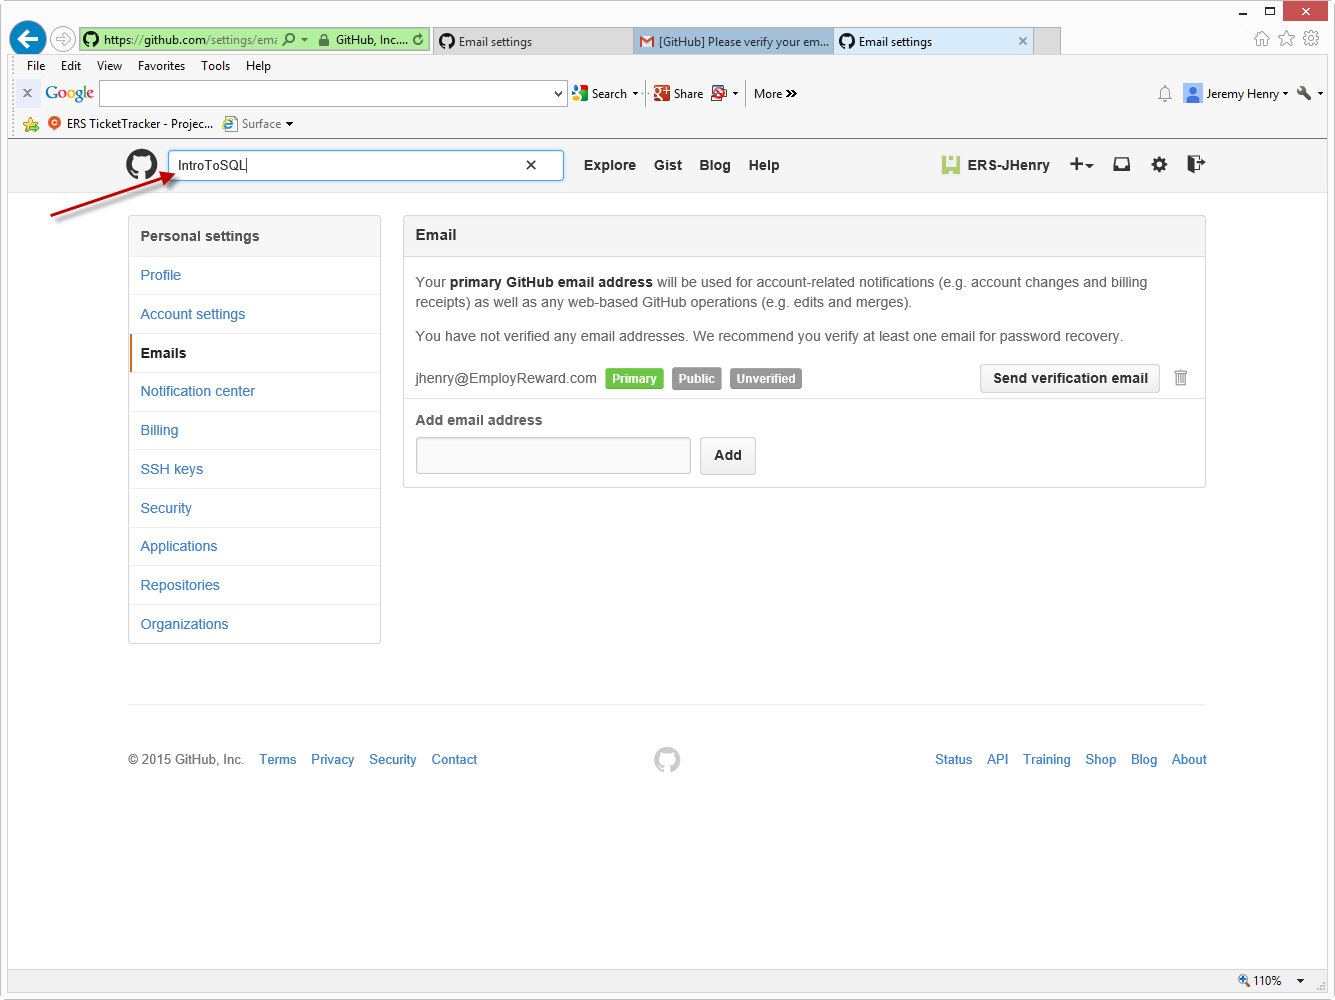 https://github.com/settings/ema
GitHub, Inc....
Email settings
[GitHub] Please verify your em...
Email settings
File Edit View Favorites Tools Help
x Google Search Share More »
Jeremy Henry
ERS TicketTracker - Projec... Surface
IntroToSQL
Explore Gist Blog Help
ERS-JHenry
Personal settings
Profile
Account settings
Emails
Notification center
Billing
SSH keys
Security
Applications
Repositories
Organizations
Email
Your primary GitHub email address will be used for account-related notifications (e.g. account changes and billing
receipts) as well as any web-based GitHub operations (e.g. edits and merges).
You have not verified any email addresses. We recommend you verify at least one email for password recovery.
jhenry@EmployReward.com Primary Public Unverified Send verification email
Add email address
Add
© 2015 GitHub, Inc. Terms Privacy Security Contact
Status API Training Shop Blog About
110%